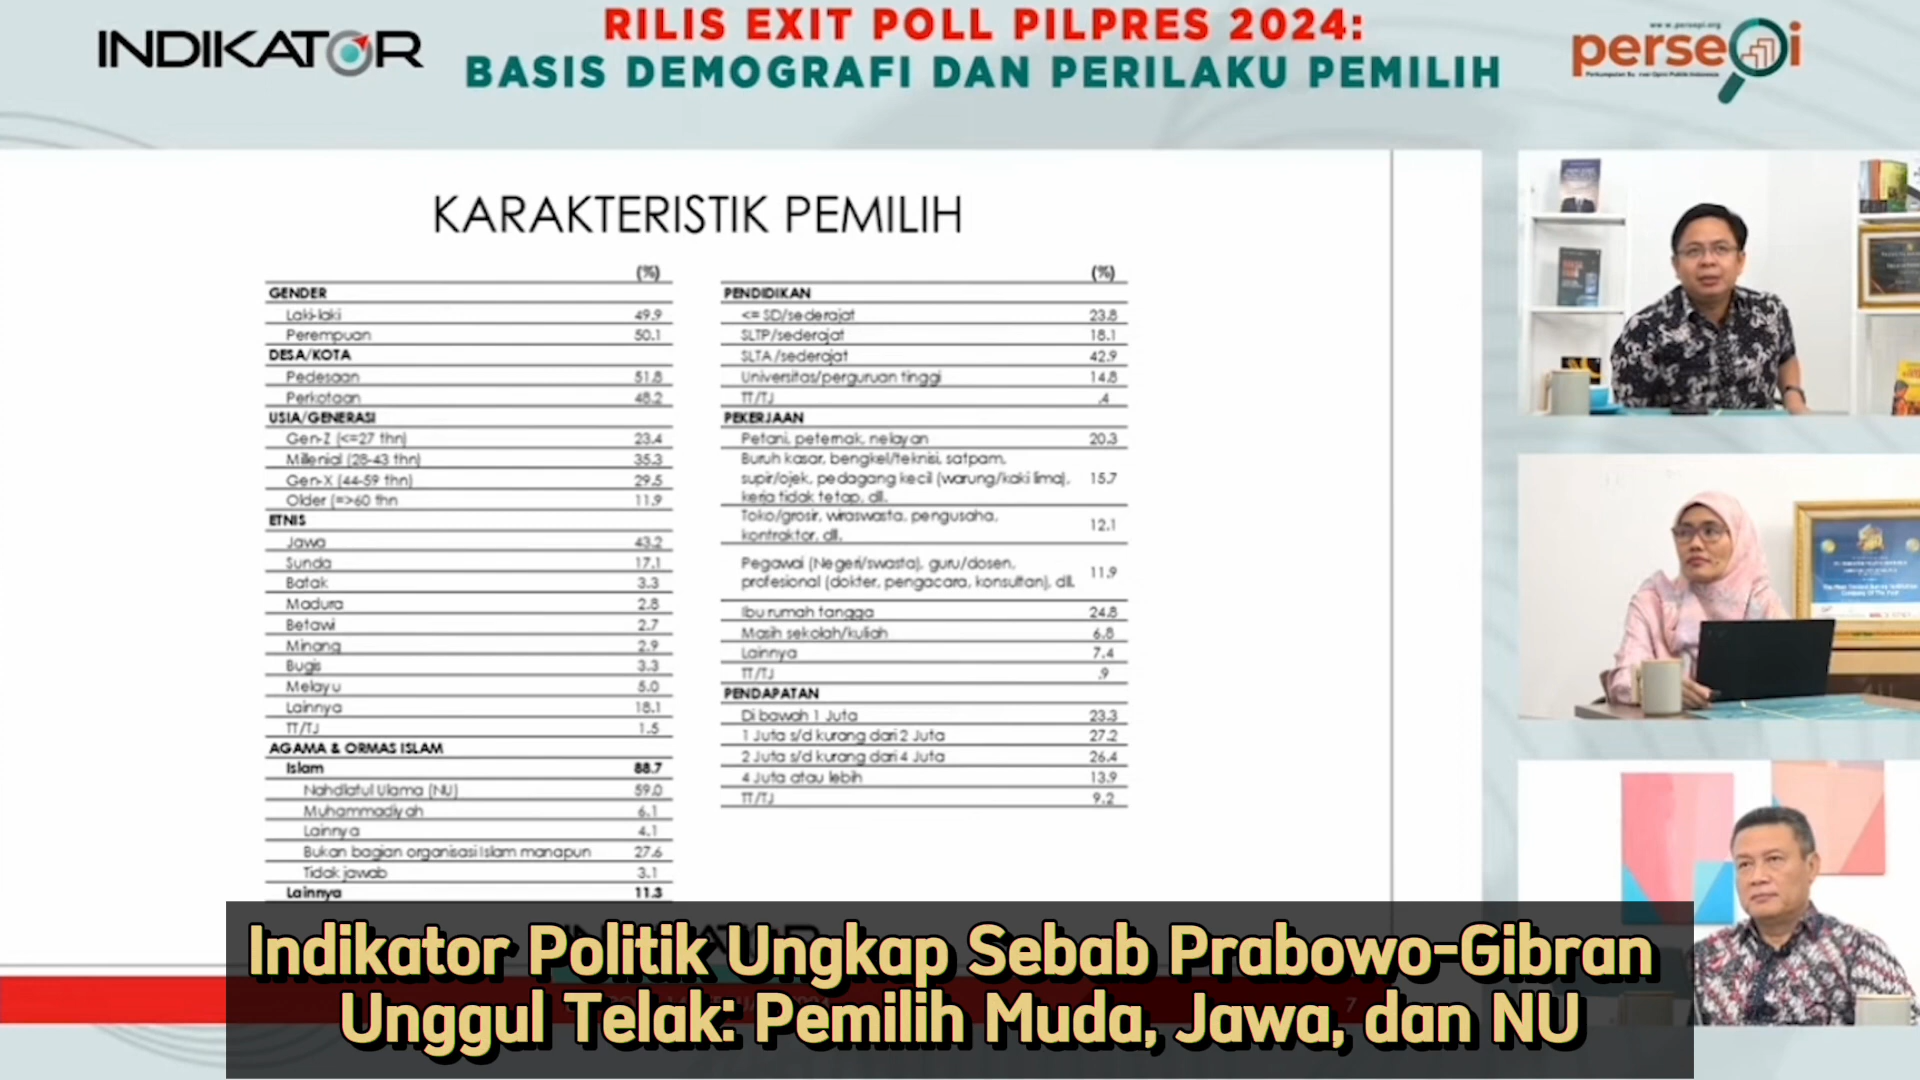 INDIKATOR
RILIS EXIT POLL PILPRES 2024:
BASIS DEMOGRAFI DAN PERILAKU PEMILIH
www.persepi.org
persepi
KARAKTERISTIK PEMILIH
(%)
GENDER
Laki-laki 49.9
Perempuan 50.1
DESA/KOTA
Pedesaan 51.8
Perkotaan 48.2
USIA/GENERASI
Gen-Z (<=27 thn) 23.4
Millenial (28-43 thn) 35.3
Gen-X (44-59 thn) 29.5
Older (=>60 thn 11.9
ETNIS
Jawa 43.2
Sunda 17.1
Batak 3.3
Madura 2.8
Betawi 2.7
Minang 2.9
Bugis 3.3
Melayu 5.0
Lainnya 18.1
TT/TJ 1.5
AGAMA & ORMAS ISLAM
Islam 88.7
Nahdlatul Ulama (NU) 59.0
Muhammadiyah 6.1
Lainnya 4.1
Bukan bagian organisasi Islam manapun 27.6
Tidak jawab 3.1
Lainnya 11.3
(%)
PENDIDIKAN
<= SD/sederajat 23.8
SLTP/sederajat 18.1
SLTA/sederajat 42.9
Universitas/perguruan tinggi 14.8
TT/TJ .4
PEKERJAAN
Petani, peternak, nelayan 20.3
Buruh kasar, bengkel/teknisi, satpam,
supir/ojek, pedagang kecil (warung/kaki lima), 15.7
kerja tidak tetap, dll.
Toko/grosir, wiraswasta, pengusaha,
kontraktor, dll. 12.1
Pegawai (Negeri/swasta), guru/dosen,
profesional (dokter, pengacara, konsultan), dll. 11.9
Ibu rumah tangga 24.8
Masih sekolah/kuliah 6.8
Lainnya 7.4
TT/TJ .9
PENDAPATAN
Di bawah 1 Juta 23.3
1 Juta s/d kurang dari 2 Juta 27.2
2 Juta s/d kurang dari 4 Juta 26.4
4 Juta atau lebih 13.9
TT/TJ 9.2
7
Indikator Politik Ungkap Sebab Prabowo-Gibran
Unggul Telak: Pemilih Muda, Jawa, dan NU